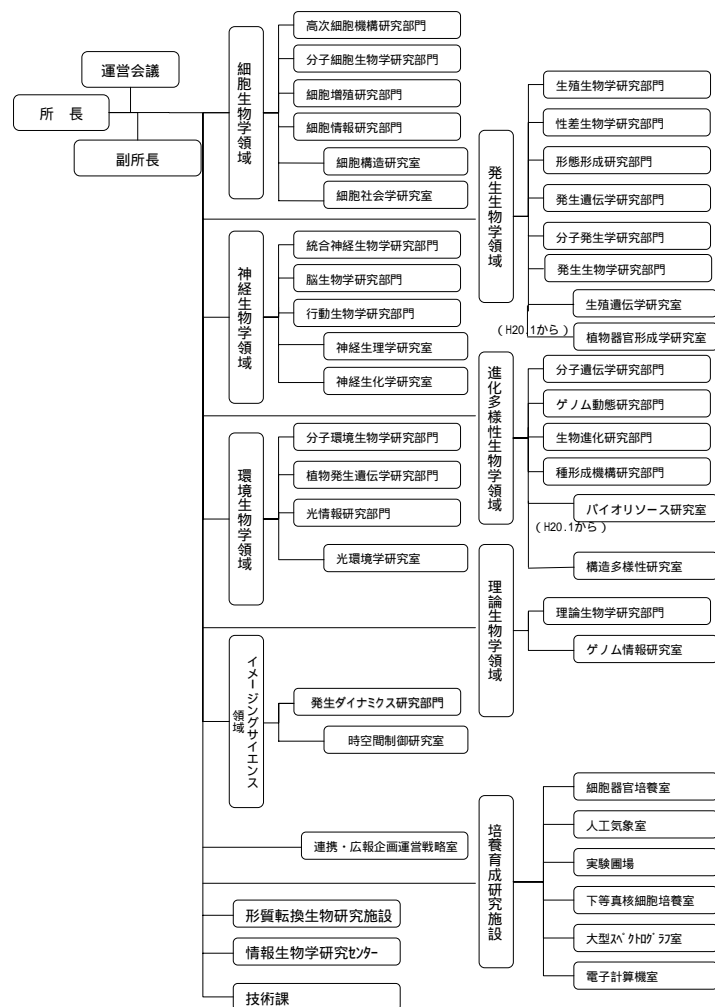 運営会議
所　長
副所長
細胞生物学領域
高次細胞機構研究部門
分子細胞生物学研究部門
細胞増殖研究部門
細胞情報研究部門
細胞構造研究室
細胞社会学研究室
発生生物学領域
生殖生物学研究部門
性差生物学研究部門
形態形成研究部門
発生遺伝学研究部門
分子発生学研究部門
発生生物学研究部門
生殖遺伝学研究室
（H20.1から）
植物器官形成学研究室
神経生物学領域
統合神経生物学研究部門
脳生物学研究部門
行動生物学研究部門
神経生理学研究室
神経生化学研究室
進化多様性生物学領域
分子遺伝学研究部門
ゲノム動態研究部門
生物進化研究部門
種形成機構研究部門
バイオリソース研究室
（H20.1から）
構造多様性研究室
環境生物学領域
分子環境生物学研究部門
植物発生遺伝学研究部門
光情報研究部門
光環境学研究室
理論生物学領域
理論生物学研究部門
ゲノム情報研究室
イメージングサイエンス
領域
発生ダイナミクス研究部門
時空間制御研究室
連携・広報企画運営戦略室
培養育成研究施設
細胞器官培養室
人工気象室
実験圃場
下等真核細胞培養室
大型ｽﾍﾟｸﾄﾛｸﾞﾗﾌ室
電子計算機室
形質転換生物研究施設
情報生物学研究ｾﾝﾀｰ
技術課